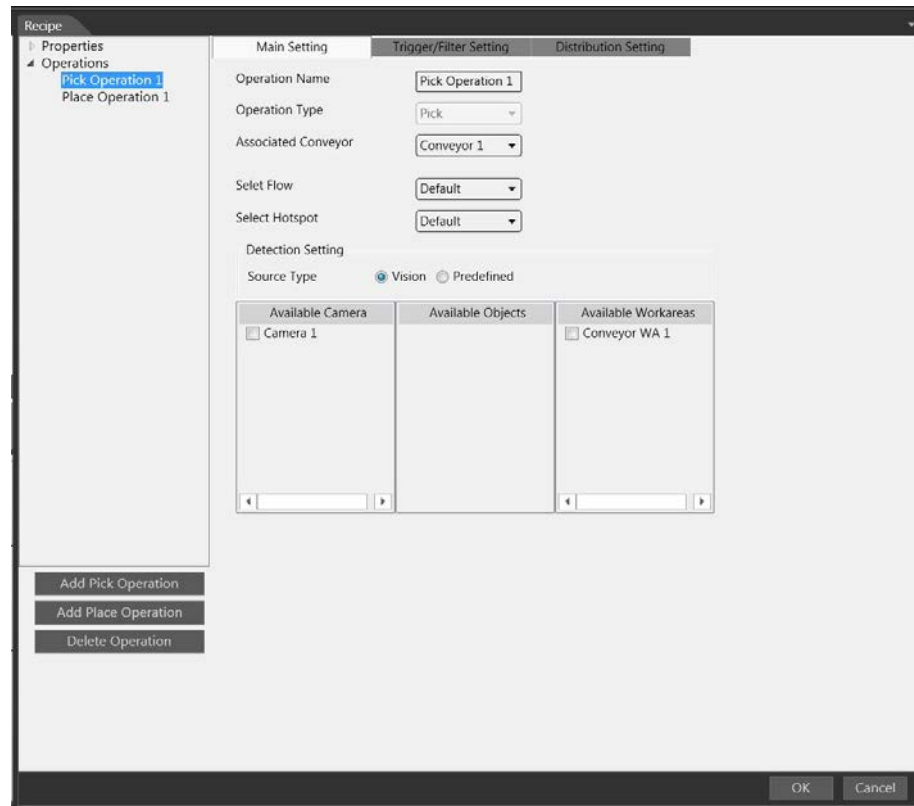 Recipe
Properties
Operations
Pick Operation 1
Place Operation 1
Add Pick Operation
Add Place Operation
Delete Operation
Main Setting Trigger/Filter Setting Distribution Setting
Operation Name Pick Operation 1
Operation Type Pick
Associated Conveyor Conveyor 1
Selet Flow Default
Select Hotspot Default
Detection Setting
Source Type Vision Predefined
Available Camera Available Objects Available Workareas
Camera 1 Conveyor WA 1
OK Cancel